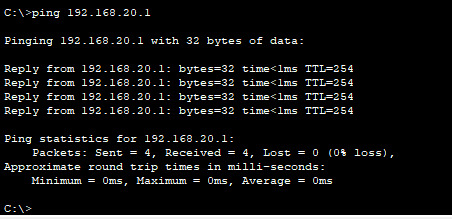 C:\>ping 192.168.20.1
Pinging 192.168.20.1 with 32 bytes of data:
Reply from 192.168.20.1: bytes=32 time<1ms TTL=254
Reply from 192.168.20.1: bytes=32 time<1ms TTL=254
Reply from 192.168.20.1: bytes=32 time<1ms TTL=254
Reply from 192.168.20.1: bytes=32 time<1ms TTL=254
Ping statistics for 192.168.20.1:
Packets: Sent = 4, Received = 4, Lost = 0 (0% loss),
Approximate round trip times in milli-seconds:
Minimum = 0ms, Maximum = 0ms, Average = 0ms
C:\>